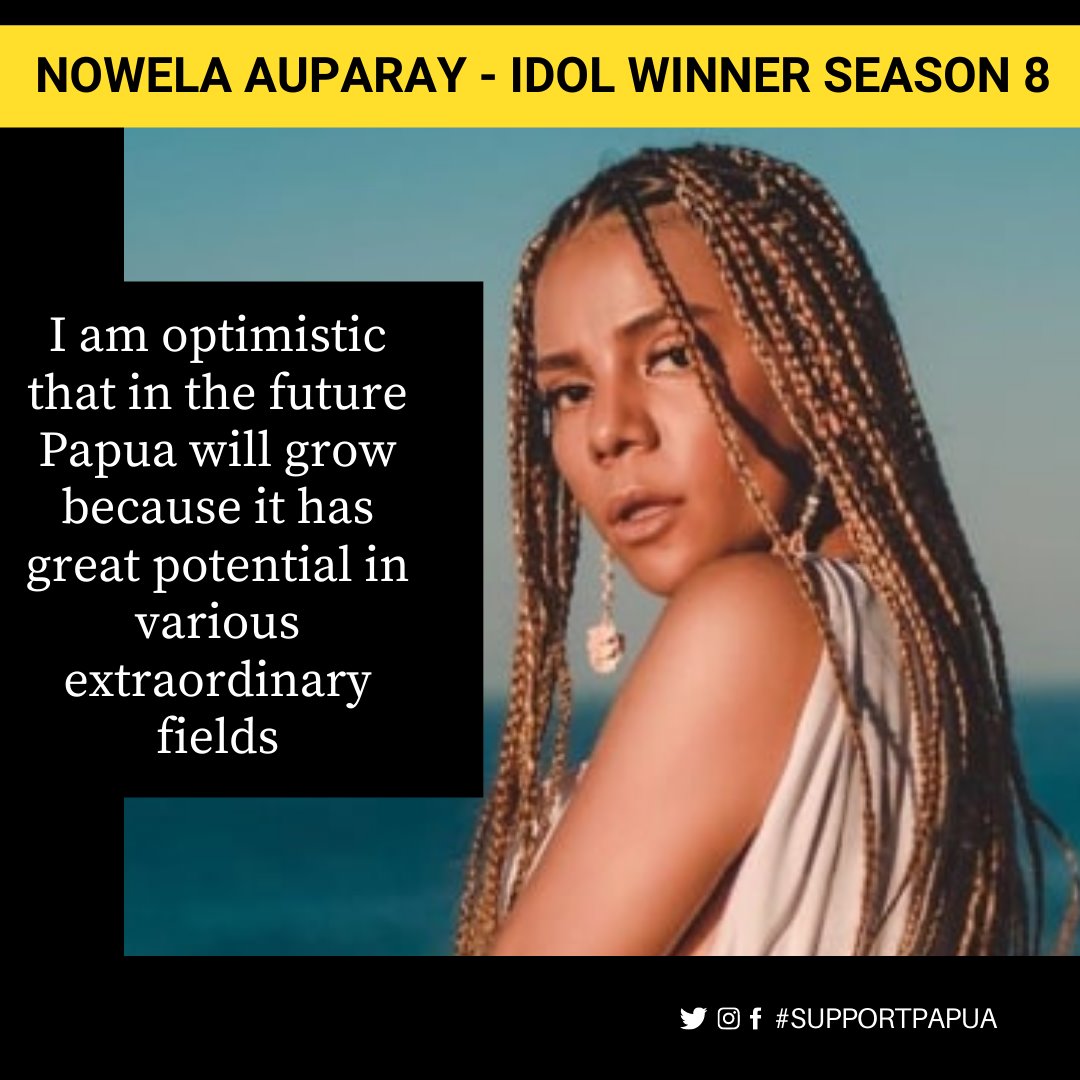 NOWELA AUPARAY - IDOL WINNER SEASON 8
I am optimistic
that in the future
Papua will grow
because it has
great potential in
various
extraordinary
fields
#SUPPORTPAPUA